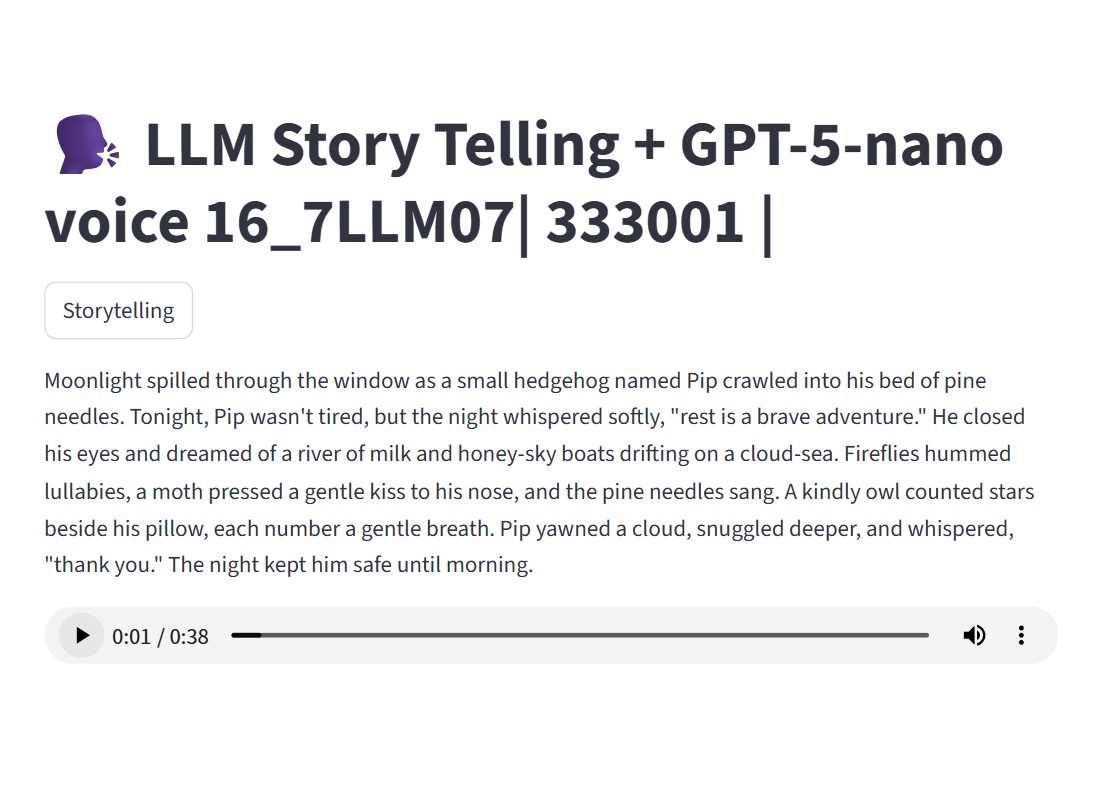 LLM Story Telling + GPT-5-nano
voice 16_7LLM07| 333001 |
Storytelling
Moonlight spilled through the window as a small hedgehog named Pip crawled into his bed of pine
needles. Tonight, Pip wasn't tired, but the night whispered softly, "rest is a brave adventure." He closed
his eyes and dreamed of a river of milk and honey-sky boats drifting on a cloud-sea. Fireflies hummed
lullabies, a moth pressed a gentle kiss to his nose, and the pine needles sang. A kindly owl counted stars
beside his pillow, each number a gentle breath. Pip yawned a cloud, snuggled deeper, and whispered,
"thank you." The night kept him safe until morning.
0:01 / 0:38